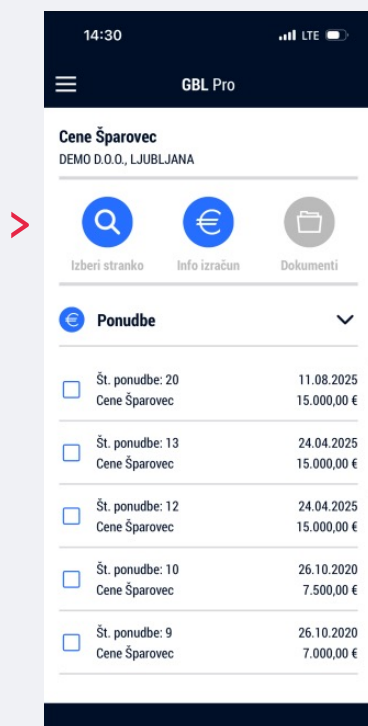 14:30 LTE
GBL Pro
Cene Šparovec
DEMO D.O.O., LJUBLJANA
Izberi stranko Info izračun Dokumenti
Ponudbe
Št. ponudbe: 20 11.08.2025
Cene Šparovec 15.000,00 €
Št. ponudbe: 13 24.04.2025
Cene Šparovec 15.000,00 €
Št. ponudbe: 12 24.04.2025
Cene Šparovec 15.000,00 €
Št. ponudbe: 10 26.10.2020
Cene Šparovec 7.500,00 €
Št. ponudbe: 9 26.10.2020
Cene Šparovec 7.000,00 €